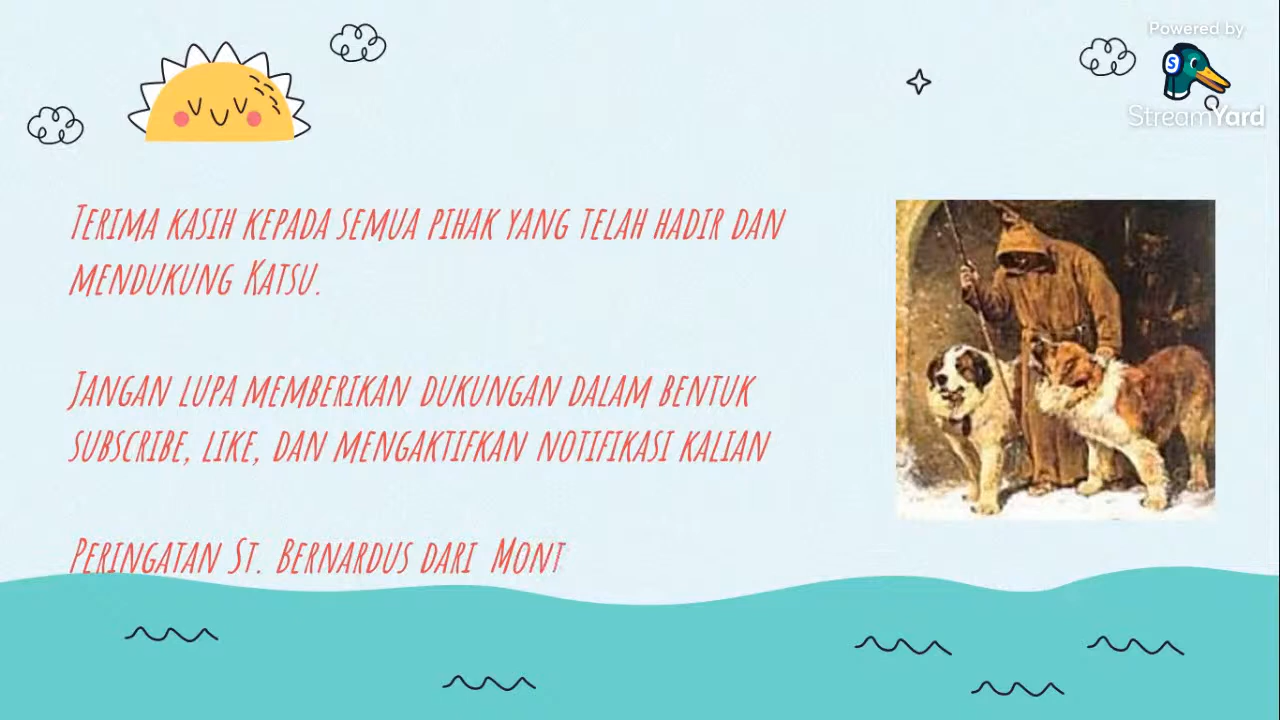 Powered by
StreamYard
TERIMA KASIH KEPADA SEMUA PIHAK YANG TELAH HADIR DAN
MENDUKUNG KATSU.
JANGAN LUPA MEMBERIKAN DUKUNGAN DALAM BENTUK
SUBSCRIBE, LIKE, DAN MENGAKTIFKAN NOTIFIKASI KALIAN
PERINGATAN ST. BERNARDUS DARI MONT